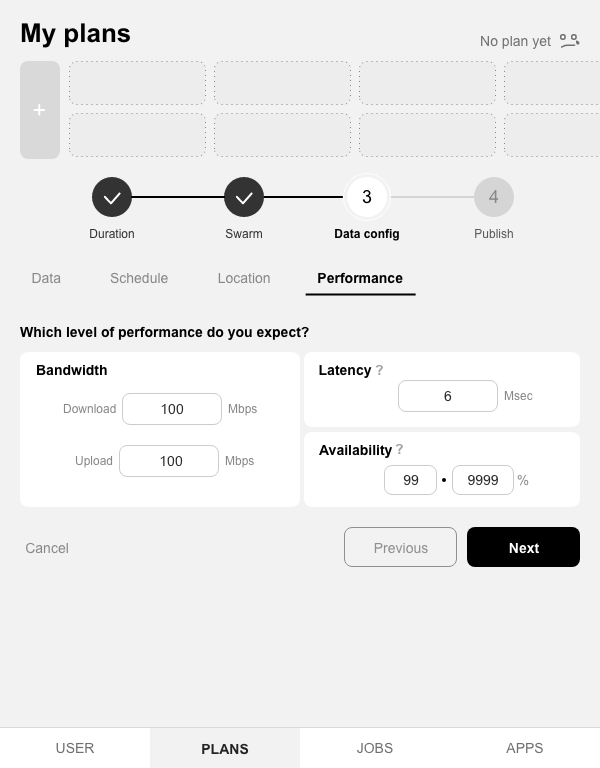 My plans
No plan yet
+
3
4
Duration
Swarm
Data config
Publish
Data
Schedule
Location
Performance
Which level of performance do you expect?
Bandwidth
Download 100 Mbps
Upload 100 Mbps
Latency ?
6 Msec
Availability ?
99 • 9999 %
Cancel
Previous
Next
USER
PLANS
JOBS
APPS